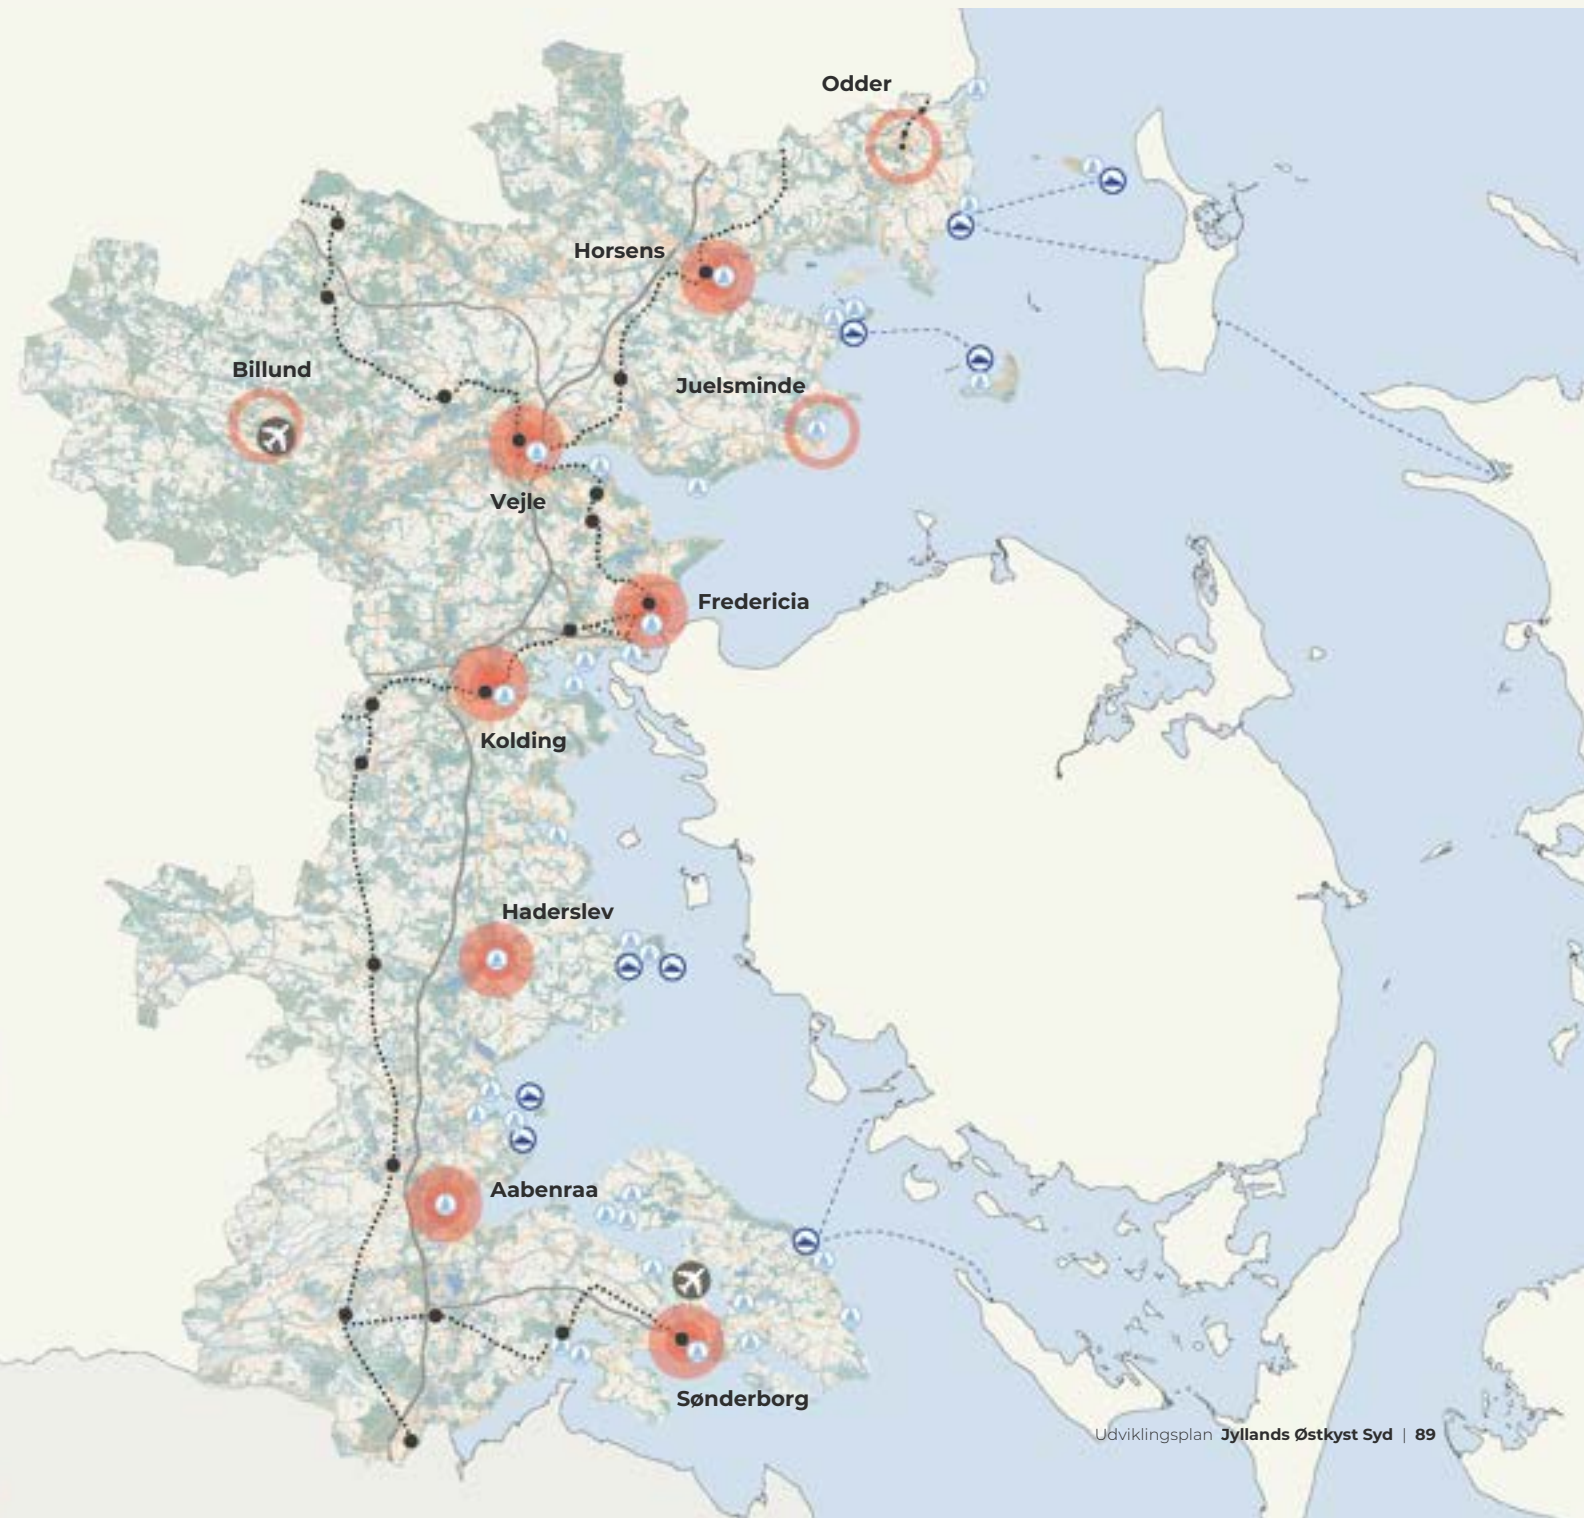 Odder
Horsens
Billund
Juelsminde
Vejle
Fredericia
Kolding
Haderslev
Aabenraa
Sønderborg
Udviklingsplan Jyllands Østkyst Syd | 89